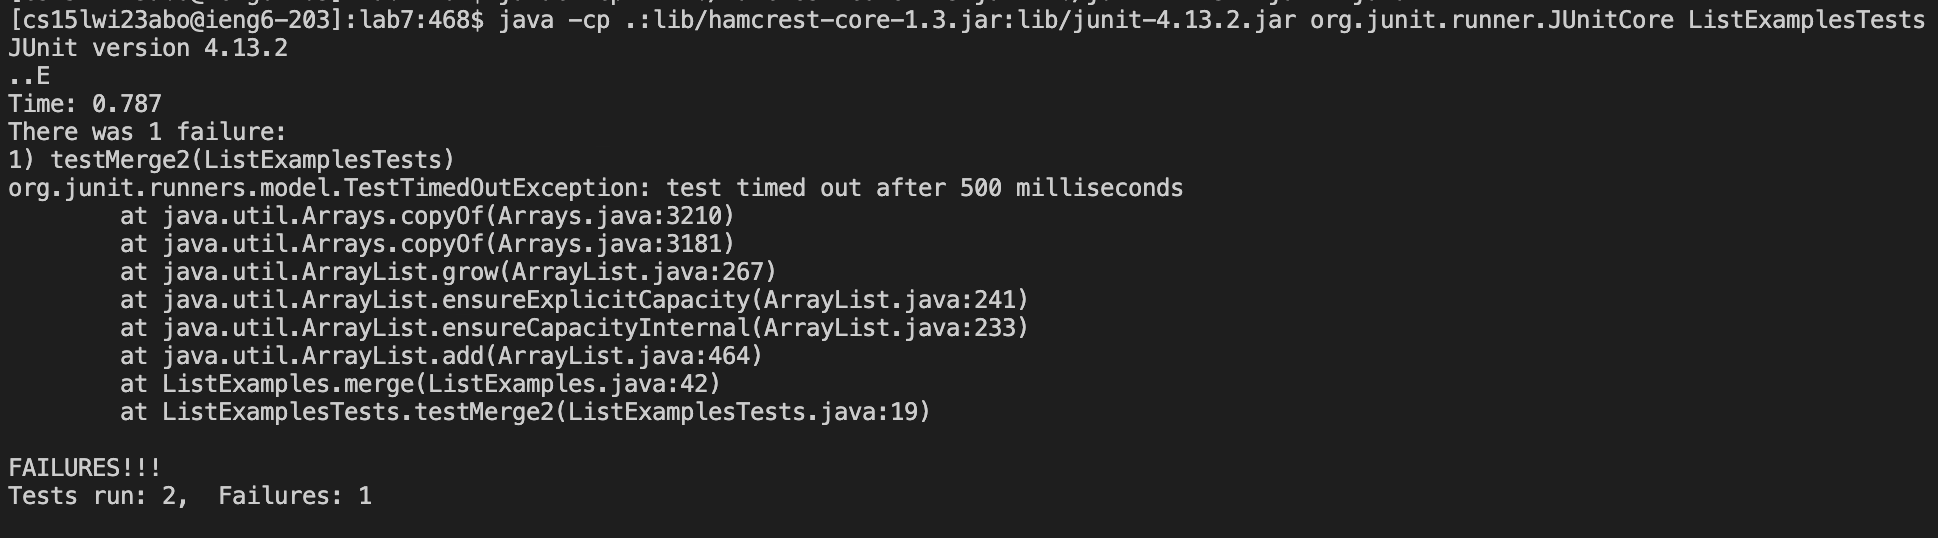 [cs15lwi23abo@ieng6-203]:lab7:468$ java -cp .:lib/hamcrest-core-1.3.jar:lib/junit-4.13.2.jar org.junit.runner.JUnitCore ListExamplesTests
JUnit version 4.13.2
..E
Time: 0.787
There was 1 failure:
1) testMerge2(ListExamplesTests)
org.junit.runners.model.TestTimedOutException: test timed out after 500 milliseconds
        at java.util.Arrays.copyOf(Arrays.java:3210)
        at java.util.Arrays.copyOf(Arrays.java:3181)
        at java.util.ArrayList.grow(ArrayList.java:267)
        at java.util.ArrayList.ensureExplicitCapacity(ArrayList.java:241)
        at java.util.ArrayList.ensureCapacityInternal(ArrayList.java:233)
        at java.util.ArrayList.add(ArrayList.java:464)
        at ListExamples.merge(ListExamples.java:42)
        at ListExamplesTests.testMerge2(ListExamplesTests.java:19)
FAILURES!!!
Tests run: 2,  Failures: 1